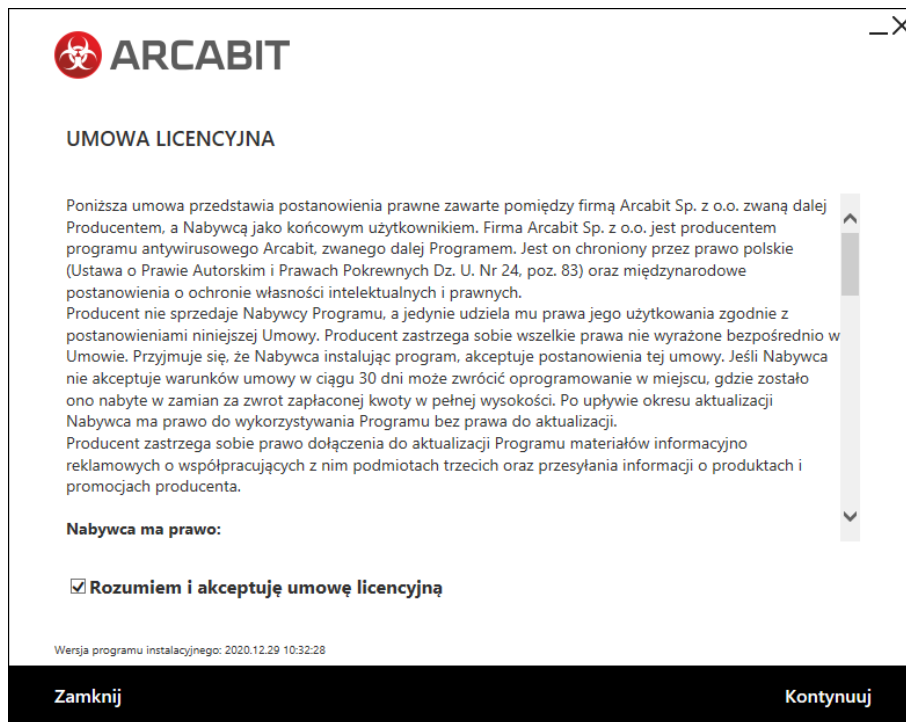 ARCABIT
UMOWA LICENCYJNA
Poniższa umowa przedstawia postanowienia prawne zawarte pomiędzy firmą Arcabit Sp. z o.o. zwaną dalej
Producentem, a Nabywcą jako końcowym użytkownikiem. Firma Arcabit Sp. z o.o. jest producentem
programu antywirusowego Arcabit, zwanego dalej Programem. Jest on chroniony przez prawo polskie
(Ustawa o Prawie Autorskim i Prawach Pokrewnych Dz. U. Nr 24, poz. 83) oraz międzynarodowe
postanowienia o ochronie własności intelektualnych i prawnych.
Producent nie sprzedaje Nabywcy Programu, a jedynie udziela mu prawa jego użytkowania zgodnie z
postanowieniami niniejszej Umowy. Producent zastrzega sobie wszelkie prawa nie wyrażone bezpośrednio w
Umowie. Przyjmuje się, że Nabywca instalując program, akceptuje postanowienia tej umowy. Jeśli Nabywca
nie akceptuje warunków umowy w ciągu 30 dni może zwrócić oprogramowanie w miejscu, gdzie zostało
ono nabyte w zamian za zwrot zapłaconej kwoty w pełnej wysokości. Po upływie okresu aktualizacji
Nabywca ma prawo do wykorzystywania Programu bez prawa do aktualizacji.
Producent zastrzega sobie prawo dołączenia do aktualizacji Programu materiałów informacyjno
reklamowych o współpracujących z nim podmiotach trzecich oraz przesyłania informacji o produktach i
promocjach producenta.
Nabywca ma prawo:
Rozumiem i akceptuję umowę licencyjną
Wersja programu instalacyjnego: 2020.12.29 10:32:28
Zamknij
Kontynuuj